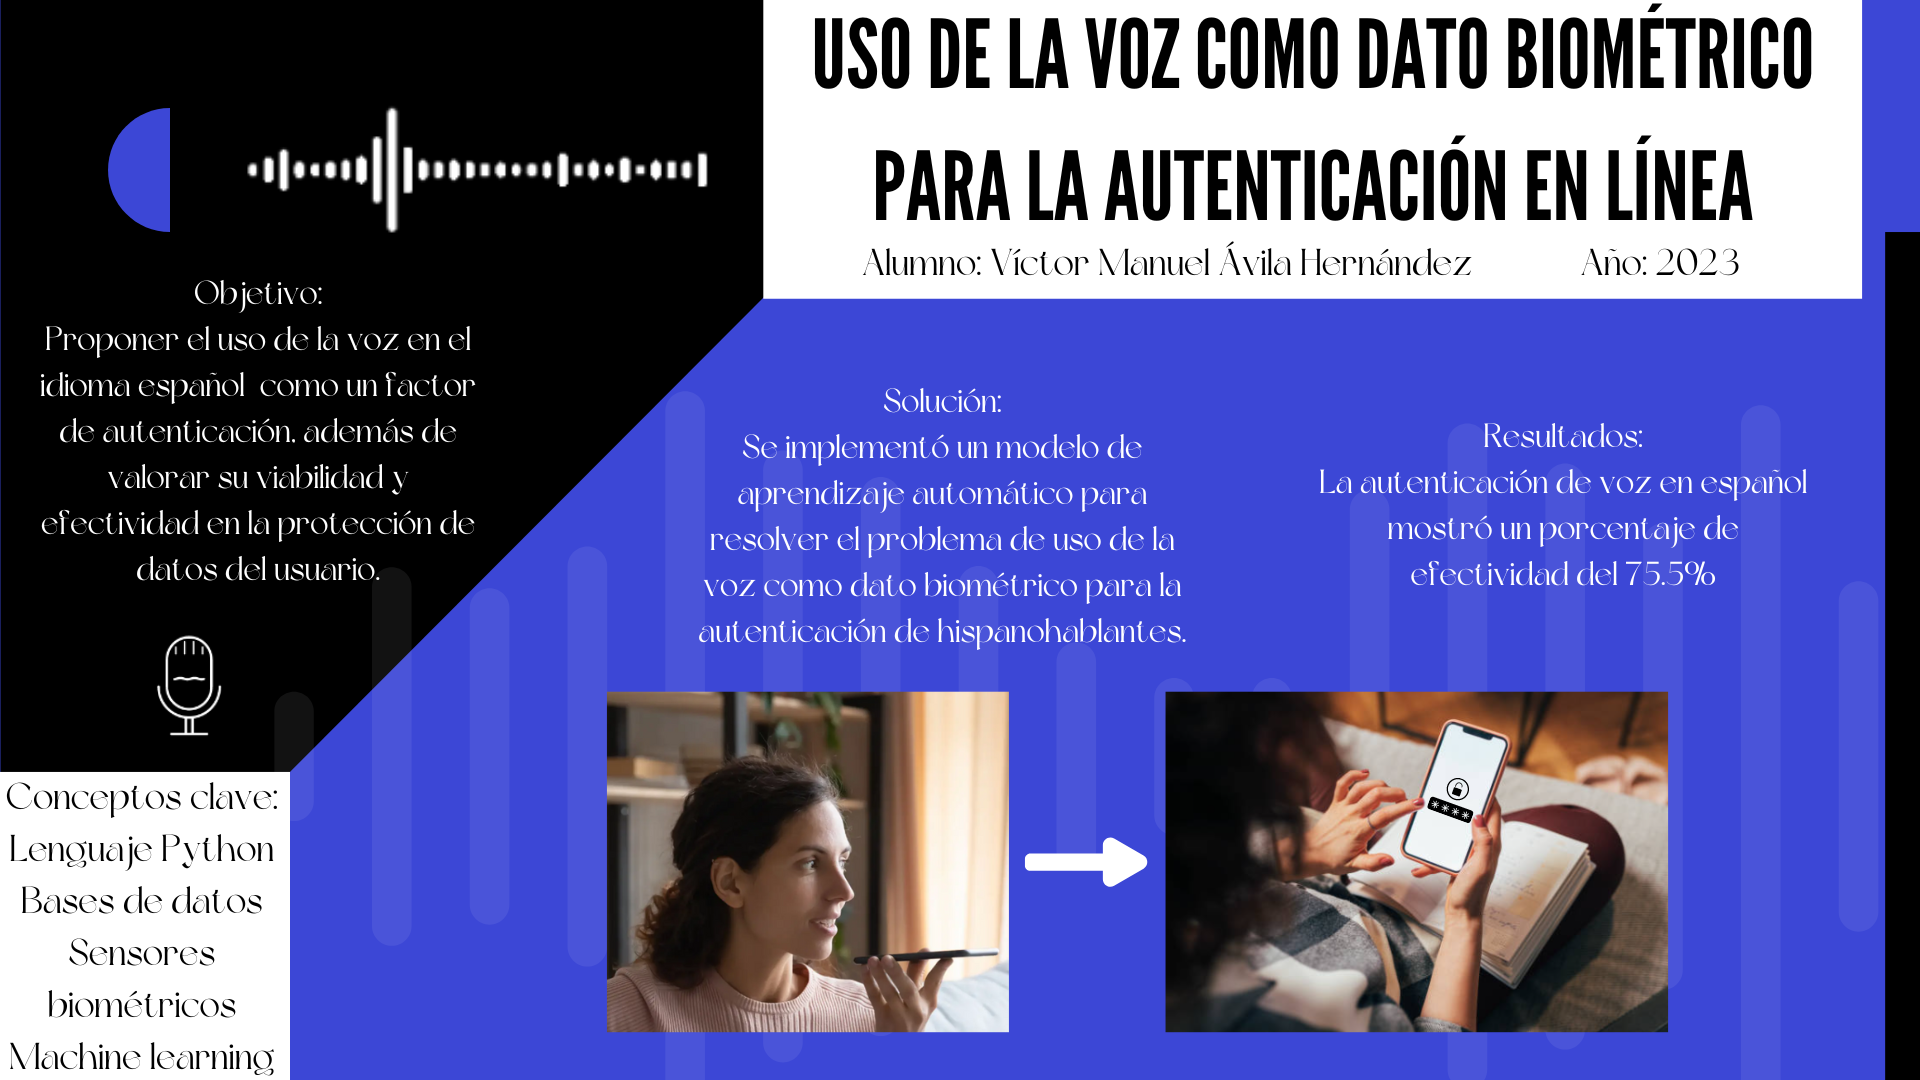 USO DE LA VOZ COMO DATO BIOMÉTRICO
PARA LA AUTENTICACIÓN EN LÍNEA
Alumno: Víctor Manuel Ávila Hernández Año: 2023
Objetivo:
Proponer el uso de la voz en el
idioma español como un factor
de autenticación, además de
valorar su viabilidad y
efectividad en la protección de
datos del usuario.
Solución:
Se implementó un modelo de
aprendizaje automático para
resolver el problema de uso de la
voz como dato biométrico para la
autenticación de hispanohablantes.
Resultados:
La autenticación de voz en español
mostró un porcentaje de
efectividad del 75.5%
Conceptos clave:
Lenguaje Python
Bases de datos
Sensores
biométricos
Machine learning